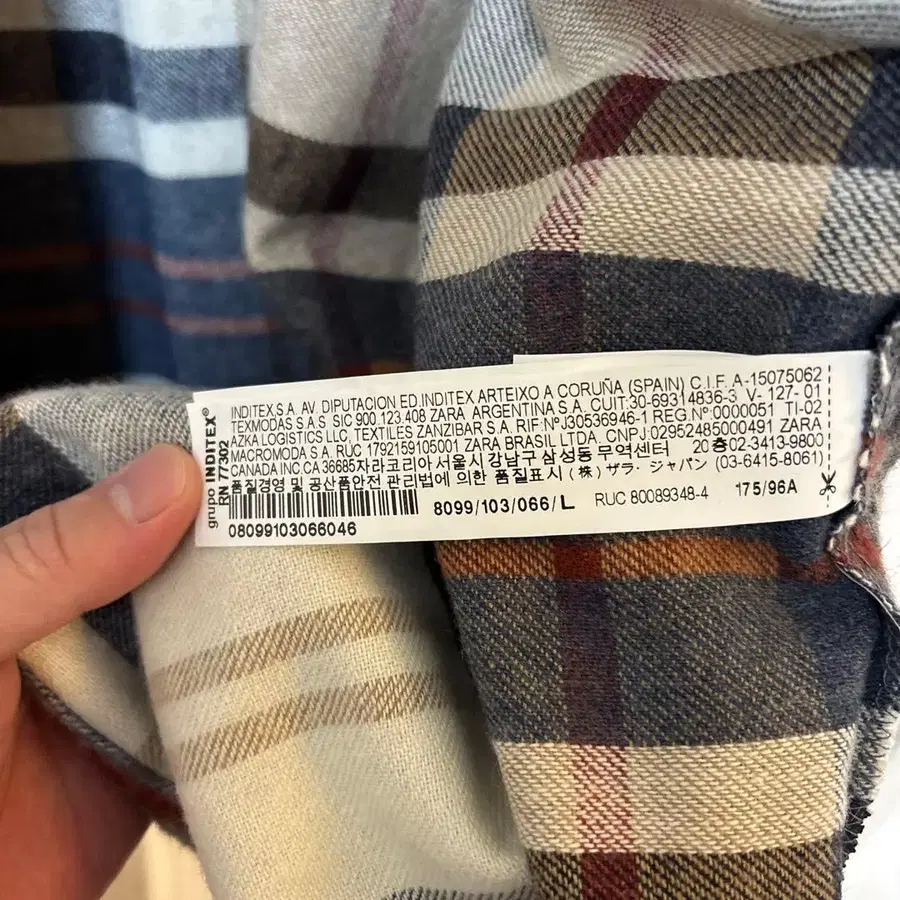 grupo INDITEX®
RN 77302
INDITEX,S.A. AV. DIPUTACION ED.INDITEX ARTEIXO A CORUÑA (SPAIN) C.I.F. A-15075062
TEXMODAS S.A.S SIC 900.123.408 ZARA ARGENTINA S.A. CUIT:30-69314836-3 V- 127- 01
AZKA LOGISTICS LLC, TEXTILES ZANZIBAR S.A. RIF:NºJ30536946-1 REG.Nº:0000051 TI-02
MACROMODA S.A. RUC 1792159105001 ZARA BRASIL LTDA. CNPJ:02952485000491 ZARA
CANADA INC CA 36685자라코리아 서울시 강남구 삼성동 무역센터 20층02-3413-9800
품질경영 및 공산품안전 관리법에 의한 품질표시 (株) ザラ・ジャパン (03-6415-8061)
8099/103/066/L RUC 80089348-4 175/96A
08099103066046